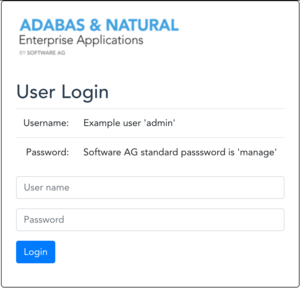 ADABAS & NATURAL
Enterprise Applications
BY SOFTWARE AG
User Login
Username: Example user 'admin'
Password: Software AG standard passsword is 'manage'
User name
Password
Login